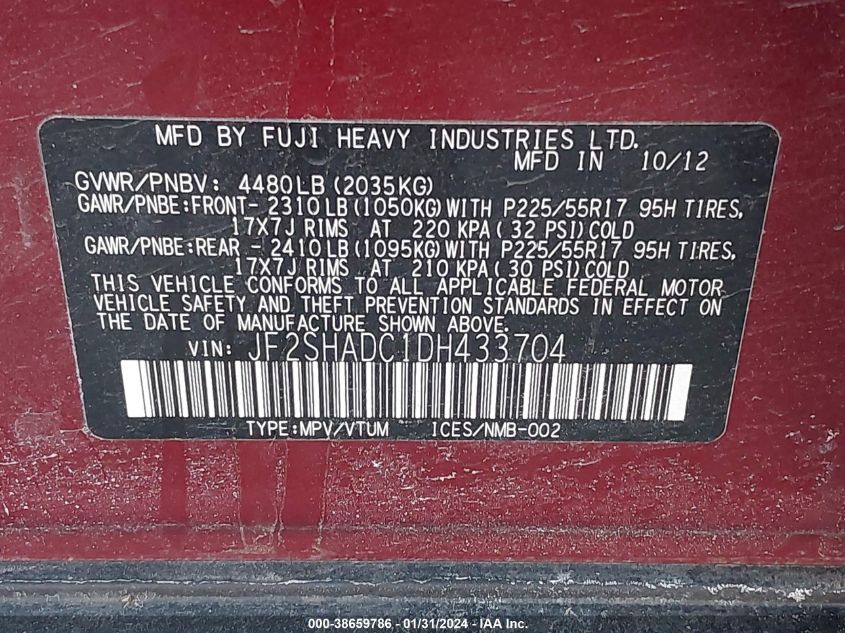 MFD BY FUJI HEAVY INDUSTRIES LTD.
MFD IN 10/12
GVWR/PNBV: 4480LB(2035KG)
GAWR/PNBE:FRONT- 2310LB(1050KG)WITH P225/55R17 95H TIRES,
17X7J RIMS AT 220 KPA(32 PSI)COLD
GAWR/PNBE:REAR - 2410LB(1095KG)WITH P225/55R17 95H TIRES,
17X7J RIMS AT 210 KPA(30 PSI)COLD
THIS VEHICLE CONFORMS TO ALL APPLICABLE FEDERAL MOTOR
VEHICLE SAFETY AND THEFT PREVENTION STANDARDS IN EFFECT ON
THE DATE OF MANUFACTURE SHOWN ABOVE.
VIN: JF2SHADC1DH433704
TYPE:MPV/VTUM ICES/NMB-002
000-38659786 - 01/31/2024 - IAA Inc.